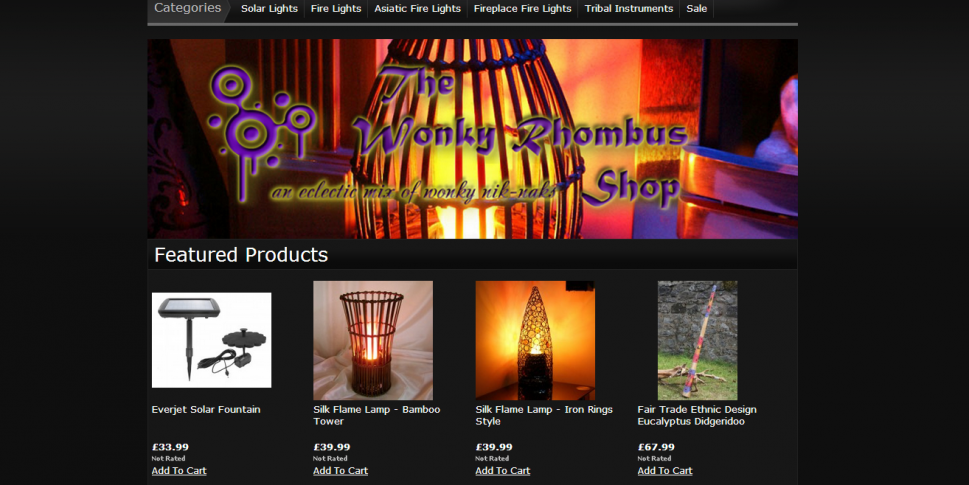 Categories Solar Lights Fire Lights Asiatic Fire Lights Fireplace Fire Lights Tribal Instruments Sale
The
Wonky Rhombus
Shop
an eclectic mix of wonky nik-naks
Featured Products
Everjet Solar Fountain
£33.99
Not Rated
Add To Cart
Silk Flame Lamp - Bamboo
Tower
£39.99
Not Rated
Add To Cart
Silk Flame Lamp - Iron Rings
Style
£39.99
Not Rated
Add To Cart
Fair Trade Ethnic Design
Eucalyptus Didgeridoo
£67.99
Not Rated
Add To Cart